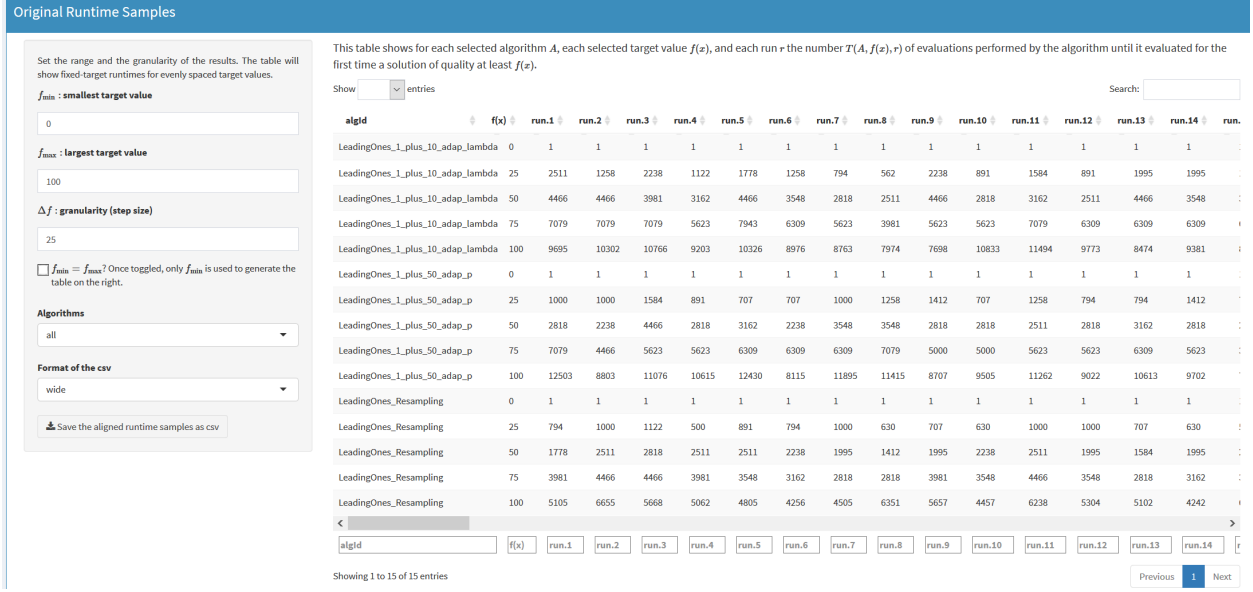 Original Runtime Samples
Set the range and the granularity of the results. The table will
show fixed-target runtimes for evenly spaced target values.
fmin : smallest target value
0
fmax : largest target value
100
Δf : granularity (step size)
25
fmin = fmax? Once toggled, only fmin is used to generate the
table on the right.
Algorithms
all
Format of the csv
wide
Save the aligned runtime samples as csv
This table shows for each selected algorithm A, each selected target value f(x), and each run r the number T(A, f(x), r) of evaluations performed by the algorithm until it evaluated for the
first time a solution of quality at least f(x).
Show entries Search:
algId f(x) run.1 run.2 run.3 run.4 run.5 run.6 run.7 run.8 run.9 run.10 run.11 run.12 run.13 run.14 run.
LeadingOnes_1_plus_10_adap_lambda 0 1 1 1 1 1 1 1 1 1 1 1 1 1 1
LeadingOnes_1_plus_10_adap_lambda 25 2511 1258 2238 1122 1778 1258 794 562 2238 891 1584 891 1995 1995
LeadingOnes_1_plus_10_adap_lambda 50 4466 4466 3981 3162 4466 3548 2818 2511 4466 2818 3162 2511 4466 3548
LeadingOnes_1_plus_10_adap_lambda 75 7079 7079 7079 5623 7943 6309 5623 3981 5623 5623 7079 6309 6309 6309
LeadingOnes_1_plus_10_adap_lambda 100 9695 10302 10766 9203 10326 8976 8763 7974 7698 10833 11494 9773 8474 9381
LeadingOnes_1_plus_50_adap_p 0 1 1 1 1 1 1 1 1 1 1 1 1 1 1
LeadingOnes_1_plus_50_adap_p 25 1000 1000 1584 891 707 707 1000 1258 1412 707 1258 794 794 1412
LeadingOnes_1_plus_50_adap_p 50 2818 2238 4466 2818 3162 2238 3548 3548 2818 2818 2511 2818 3162 2818
LeadingOnes_1_plus_50_adap_p 75 7079 4466 5623 5623 6309 6309 6309 7079 5000 5000 5623 5623 6309 5623
LeadingOnes_1_plus_50_adap_p 100 12503 8803 11076 10615 12430 8115 11895 11415 8707 9505 11262 9022 10613 9702
LeadingOnes_Resampling 0 1 1 1 1 1 1 1 1 1 1 1 1 1 1
LeadingOnes_Resampling 25 794 1000 1122 500 891 794 1000 630 707 630 1000 1000 707 630
LeadingOnes_Resampling 50 1778 2511 2818 2511 2511 2238 1995 1412 1995 2238 2511 1995 1584 1995
LeadingOnes_Resampling 75 3981 4466 4466 3981 3548 3162 2818 2818 3981 3548 4466 3548 2818 3162
LeadingOnes_Resampling 100 5105 6655 5668 5062 4805 4256 4505 6351 5657 4457 6238 5304 5102 4242
algId f(x) run.1 run.2 run.3 run.4 run.5 run.6 run.7 run.8 run.9 run.10 run.11 run.12 run.13 run.14
Showing 1 to 15 of 15 entries
Previous 1 Next